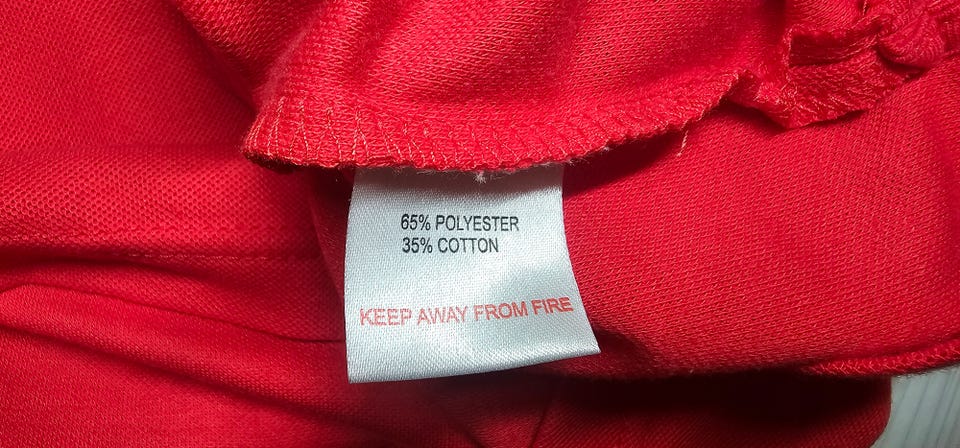 65% POLYESTER
35% COTTON
KEEP AWAY FROM FIRE